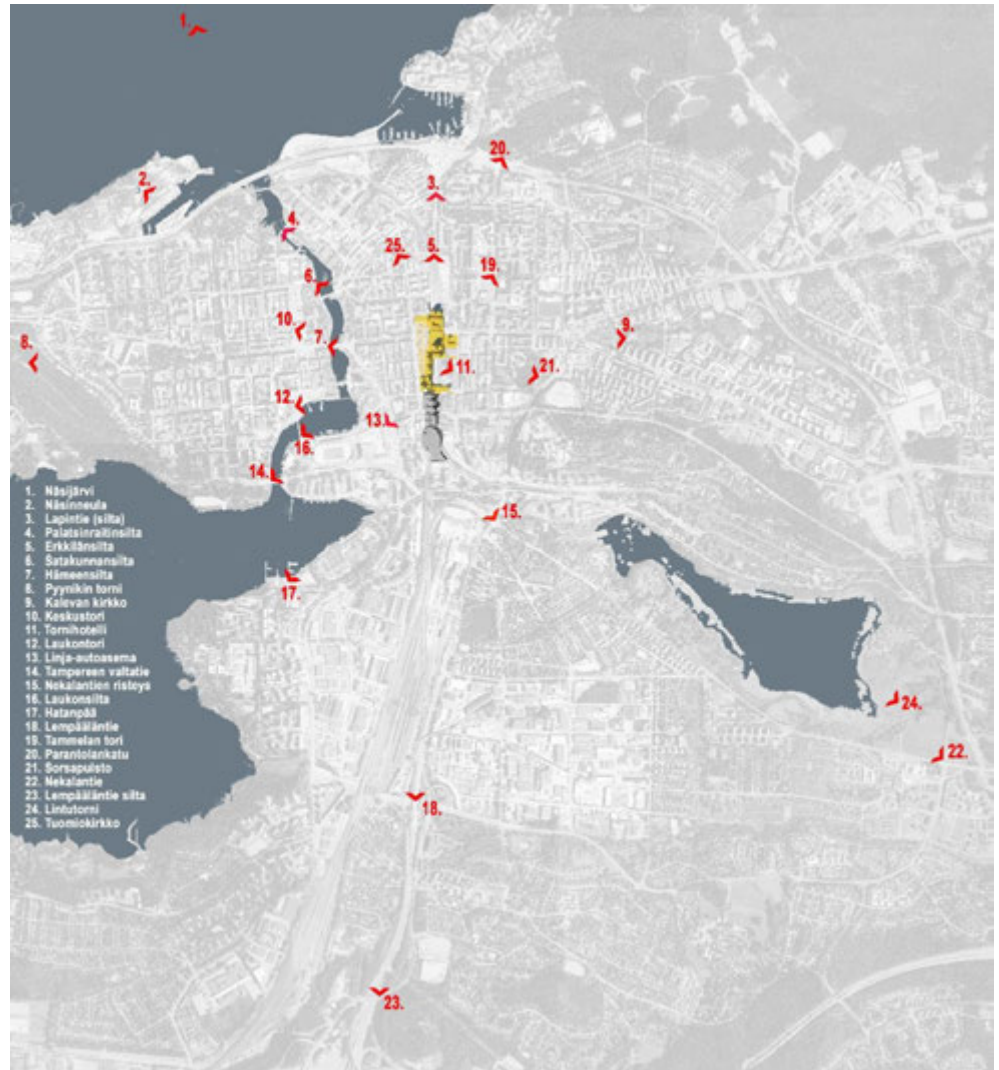 1.
2.
20.
3.
4.
25.
5.
19.
6.
10.
9.
7.
8.
11.
21.
12.
13.
16.
14.
15.
17.
24.
22.
18.
23.
1. Näsijärvi
2. Näsinneula
3. Lapintie (silta)
4. Palatsinraitinsilta
5. Erkkilänsilta
6. Satakunnansilta
7. Hämeensilta
8. Pyynikin torni
9. Kalevan kirkko
10. Keskustori
11. Tornihotelli
12. Laukontori
13. Linja-autoasema
14. Tampereen valtatie
15. Nekalantien risteys
16. Laukonsilta
17. Hatanpää
18. Lempääläntie
19. Tammelan tori
20. Parantolankatu
21. Sorsapuisto
22. Nekalantie
23. Lempääläntie silta
24. Lintutorni
25. Tuomiokirkko